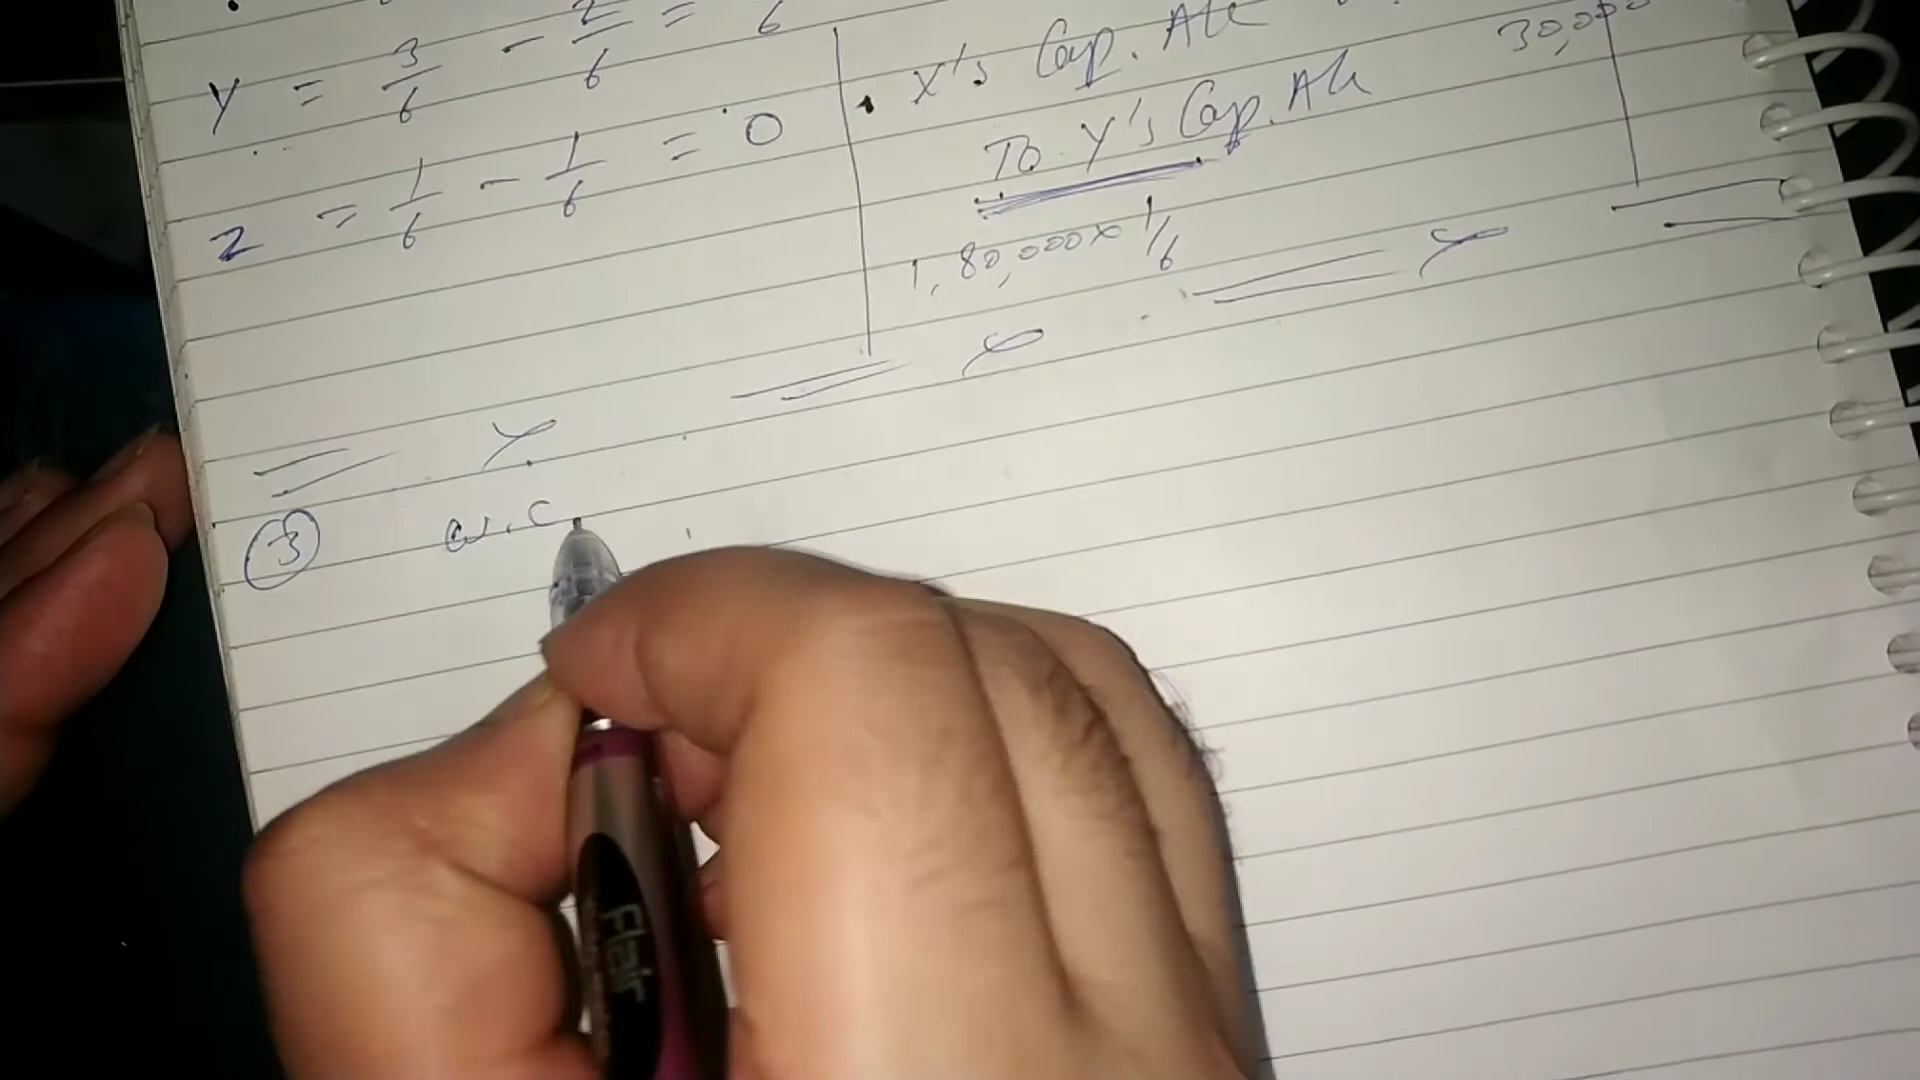 y = 3/6 - 2/6 = 6
z = 1/6 - 1/6 = 0
X's Cap. A/c
30,000
To Y's Cap. A/c
1,80,000 x 1/6
3 w.c
Flair